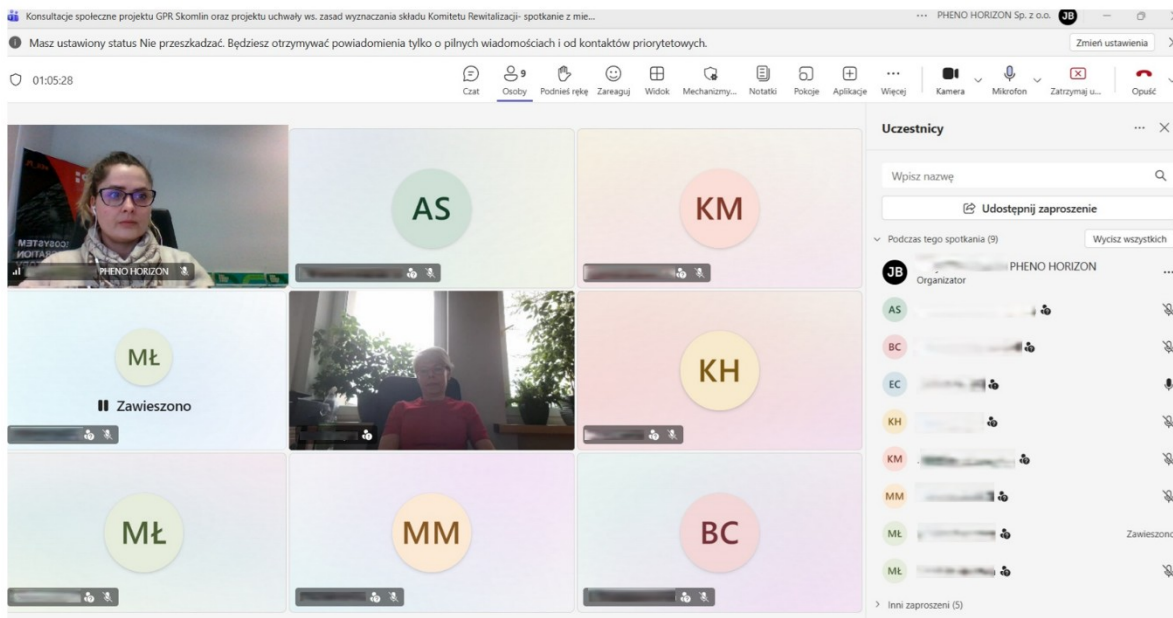 Konsultacje społeczne projektu GPR Skomlin oraz projektu uchwały ws. zasad wyznaczania składu Komitetu Rewitalizacji- spotkanie z mie...
PHENO HORIZON Sp. z o.o. JB
Masz ustawiony status Nie przeszkadzać. Będziesz otrzymywać powiadomienia tylko o pilnych wiadomościach i od kontaktów priorytetowych.
Zmień ustawienia
01:05:28
9
Czat Osoby Podnieś rękę Zareaguj Widok Mechanizmy... Notatki Pokoje Aplikacje Więcej Kamera Mikrofon Zatrzymaj u... Opuść
AS
KM
PHENO HORIZON
MŁ
Zawieszono
KH
MŁ
MM
BC
Uczestnicy
Wpisz nazwę
Udostępnij zaproszenie
Podczas tego spotkania (9)
Wycisz wszystkich
JB PHENO HORIZON
Organizator
AS
BC
EC
KH
KM
MM
MŁ Zawieszono
MŁ
Inni zaproszeni (5)